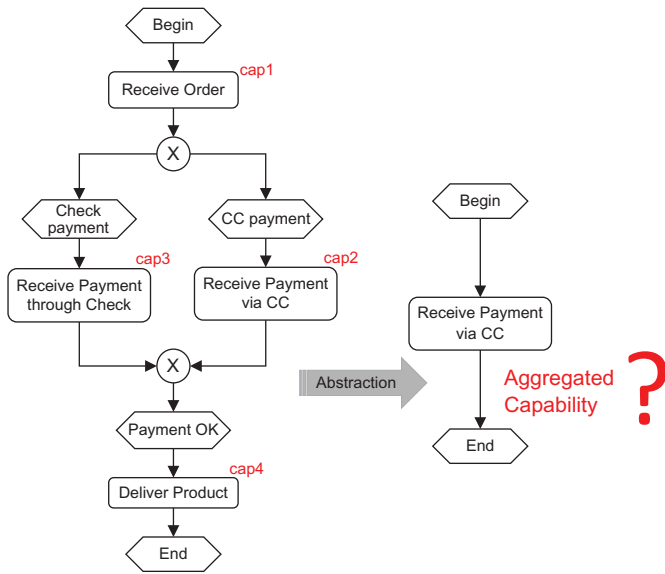 Begin
cap1
Receive Order
X
Check
payment
CC payment
cap3
cap2
Receive Payment
through Check
Receive Payment
via CC
X
Payment OK
cap4
Deliver Product
End
Abstraction
Begin
Receive Payment
via CC
Aggregated
Capability
?
End